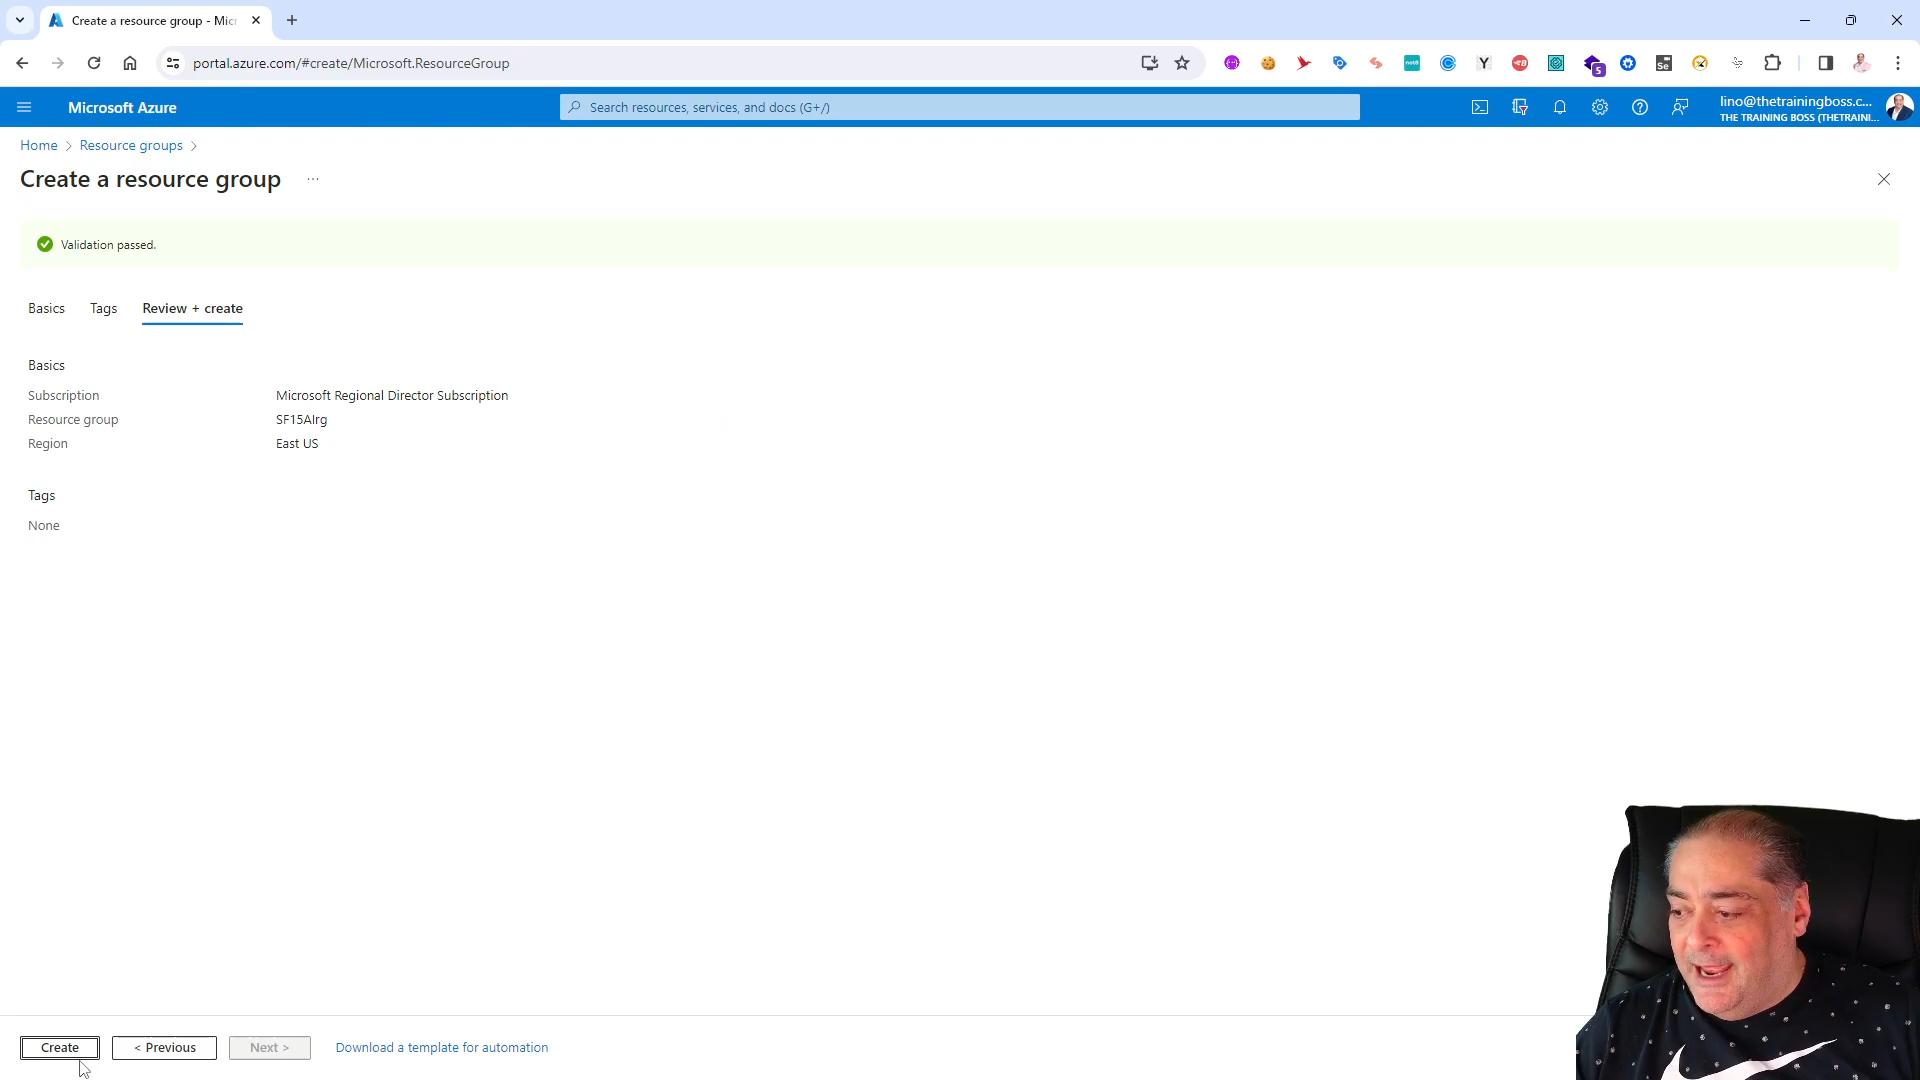 Create a resource group - Mic
portal.azure.com/#create/Microsoft.ResourceGroup
Microsoft Azure
Search resources, services, and docs (G+/)
lino@thetrainingboss.c...
THE TRAINING BOSS (THETRAINI...
Home > Resource groups >
Create a resource group ...
Validation passed.
Basics Tags Review + create
Basics
Subscription Microsoft Regional Director Subscription
Resource group SF15AIrg
Region East US
Tags
None
Create < Previous Next > Download a template for automation